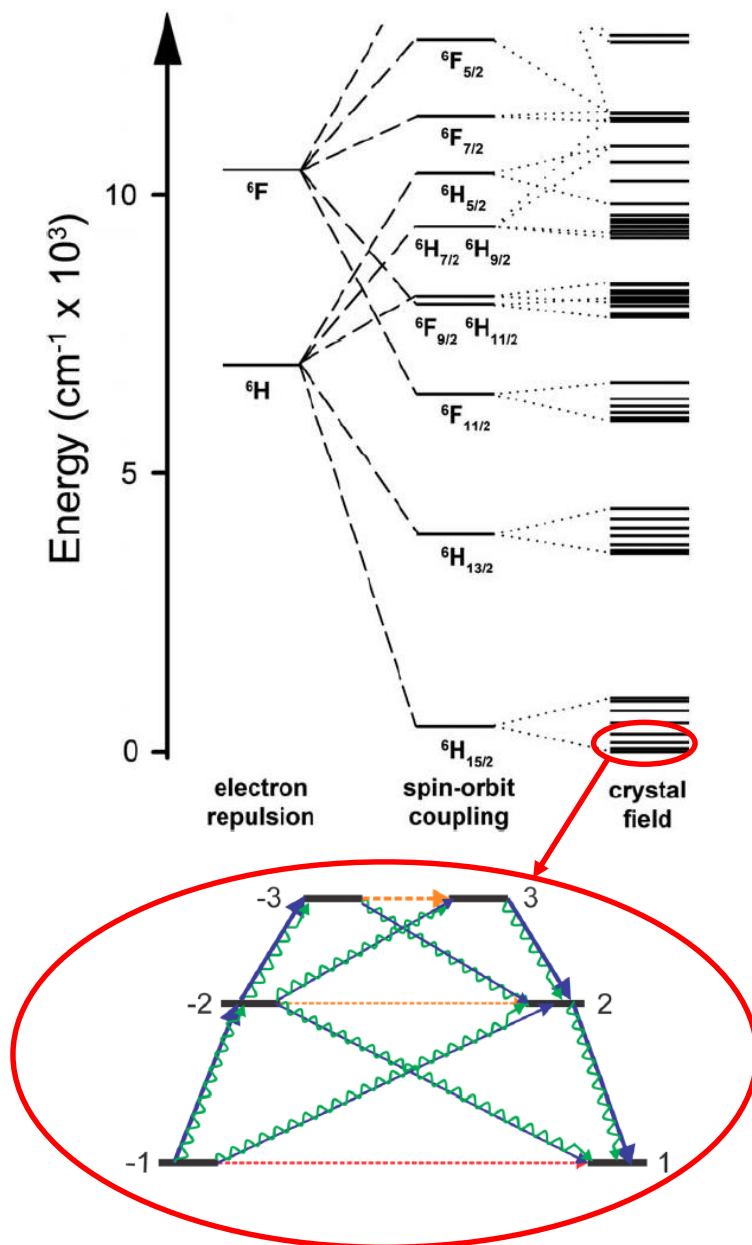 ⁶F₅/₂
⁶F₇/₂
10
⁶F
⁶H₅/₂
⁶H₇/₂ ⁶H₉/₂
⁶F₉/₂ ⁶H₁₁/₂
⁶H
⁶F₁₁/₂
5
⁶H₁₃/₂
Energy (cm⁻¹ x 10³)
0
⁶H₁₅/₂
electron
repulsion
spin-orbit
coupling
crystal
field
-3
3
-2
2
-1
1